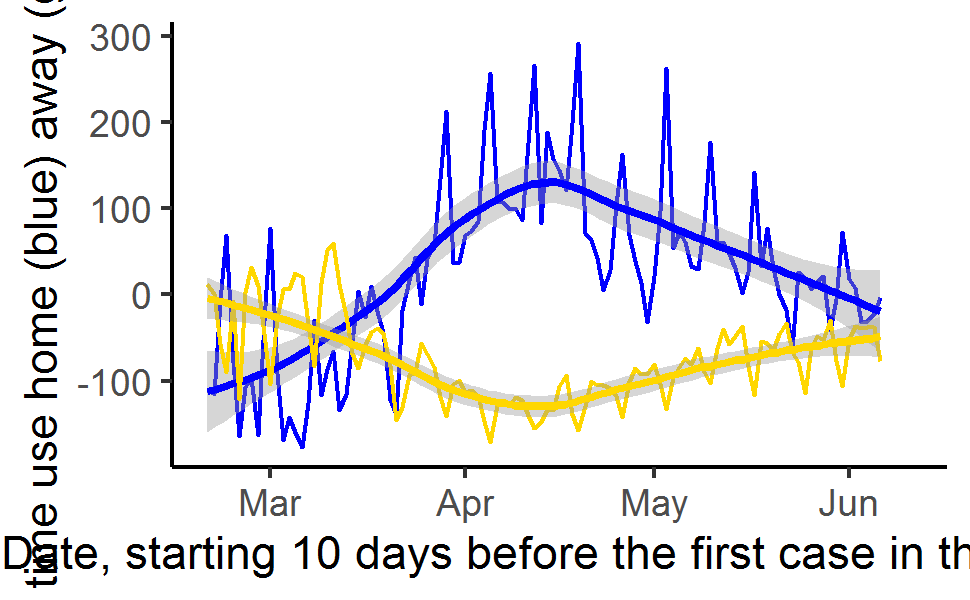 time use home (blue) away (
300
200
100
0
-100
Mar Apr May Jun
Date, starting 10 days before the first case in th